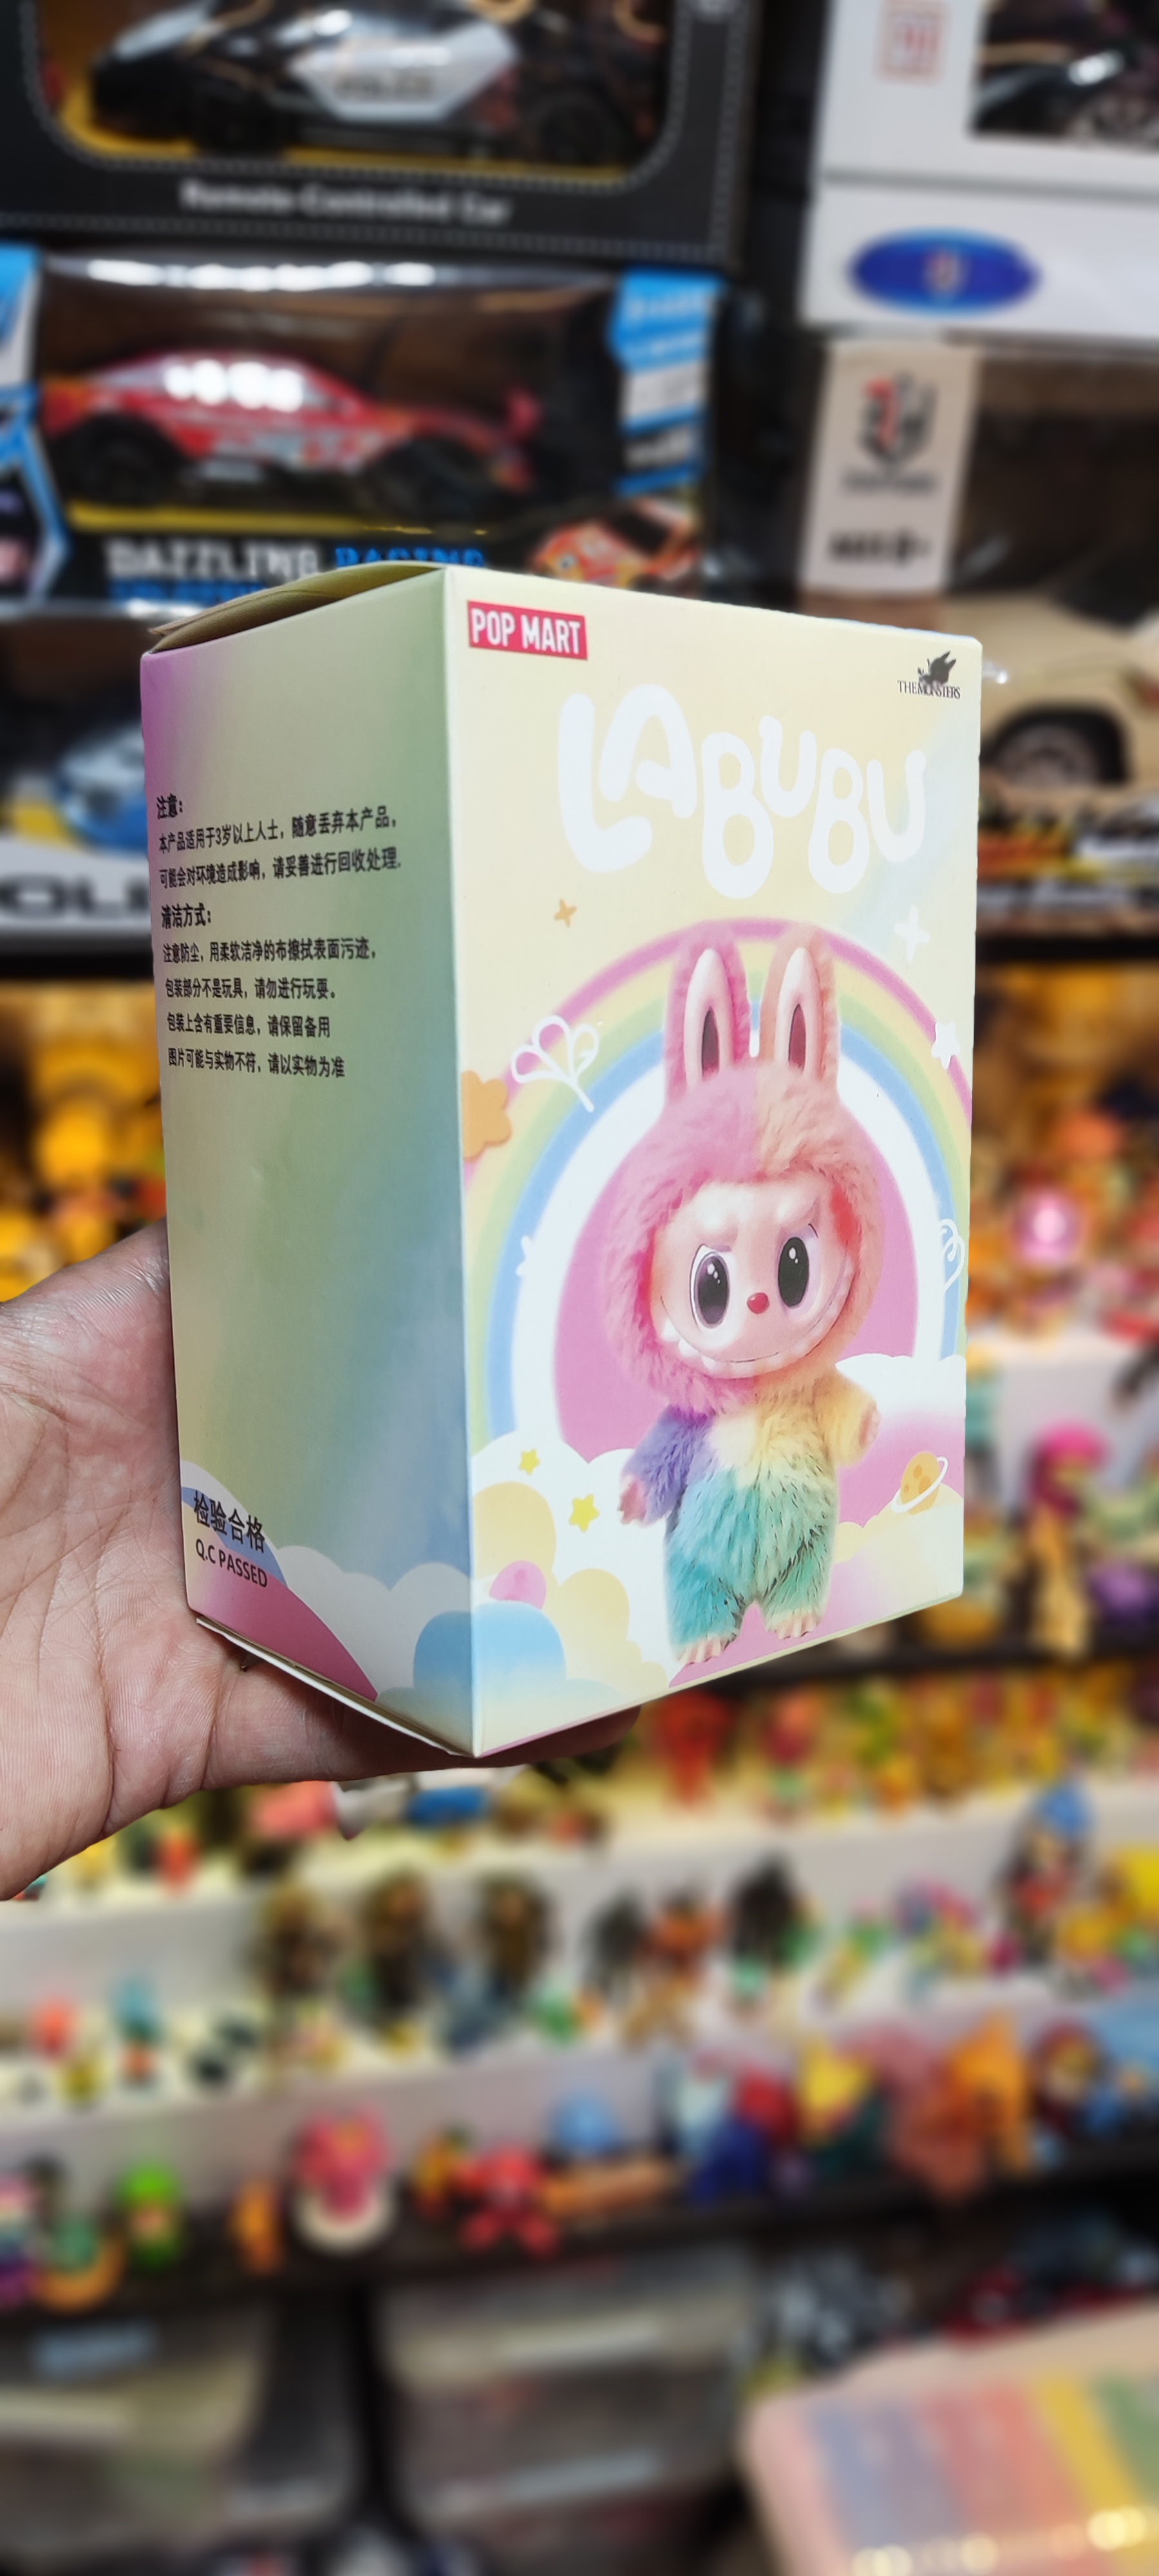 Remote-Controlled Car
DAZZLING RACING
POP MART
THE MONSTERS
LABUBU
注意：
本产品适用于3岁以上人士，随意丢弃本产品，
可能会对环境造成影响，请妥善进行回收处理.
清洁方式：
注意防尘，用柔软洁净的布擦拭表面污迹，
包装部分不是玩具，请勿进行玩耍。
包装上含有重要信息，请保留备用
图片可能与实物不符，请以实物为准
检验合格
Q.C PASSED